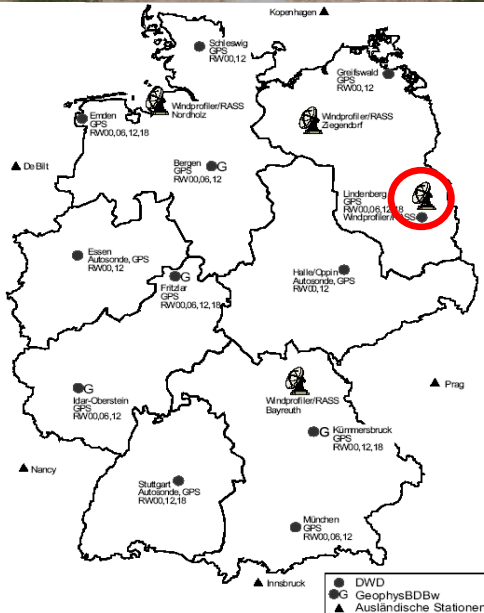 Kopenhagen
Schleswig
GPS
RW00,12
Greifswald
GPS
RW00,12
Windprofiler/RASS
Nordholz
Emden
GPS
RW00,06,12,18
Windprofiler/RASS
Ziegendorf
De Bilt
Bergen G
GPS
RW00,06,12
Lindenberg
GPS
RW00,06,12,18
Windprofiler/RASS
Essen
Autosonde, GPS
RW00,12
G
Fritzlar
GPS
RW00,06,12,18
Halle/Oppin
Autosonde, GPS
RW00,12
G
Idar-Oberstein
GPS
RW00,06,12
Windprofiler/RASS
Bayreuth
Prag
G Kümmersbruck
GPS
RW00,12,18
Nancy
Stuttgart
Autosonde, GPS
RW00,12,18
München
GPS
RW00,06,12
Innsbruck
DWD
G GeophysBDBw
Ausländische Stationen